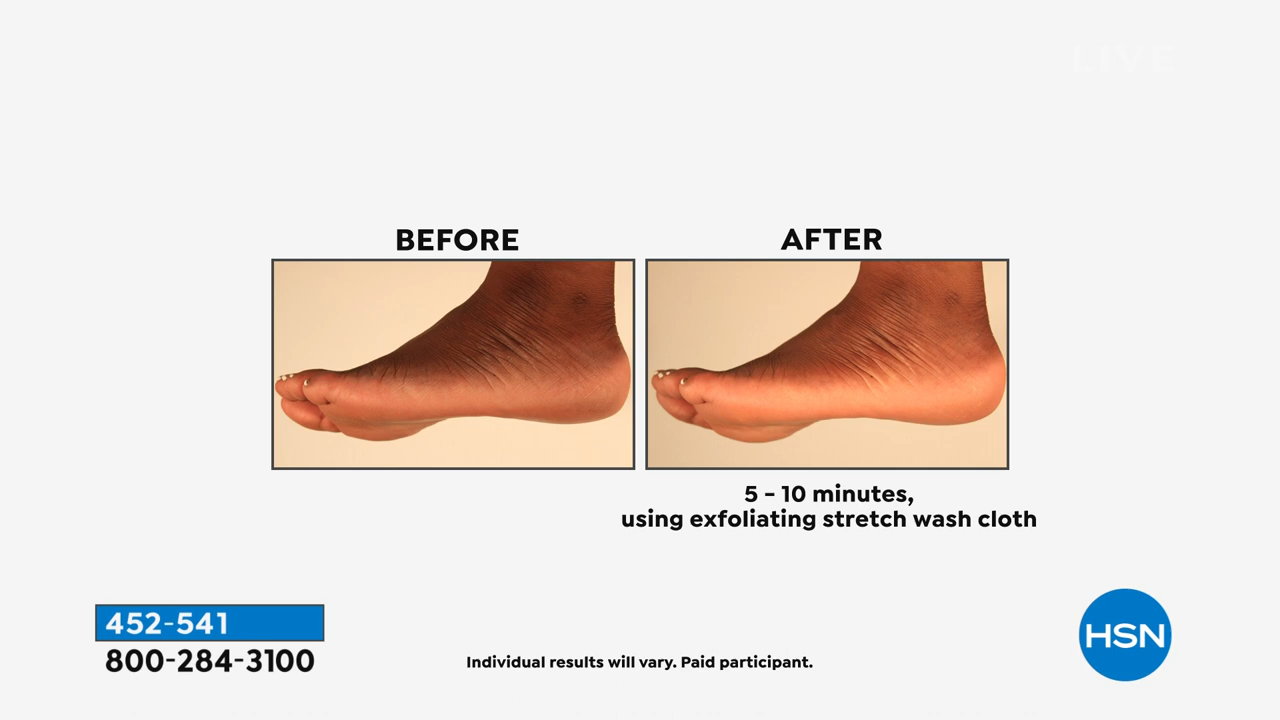 LIVE
BEFORE
AFTER
5 - 10 minutes,
using exfoliating stretch wash cloth
452-541
800-284-3100
Individual results will vary. Paid participant.
HSN